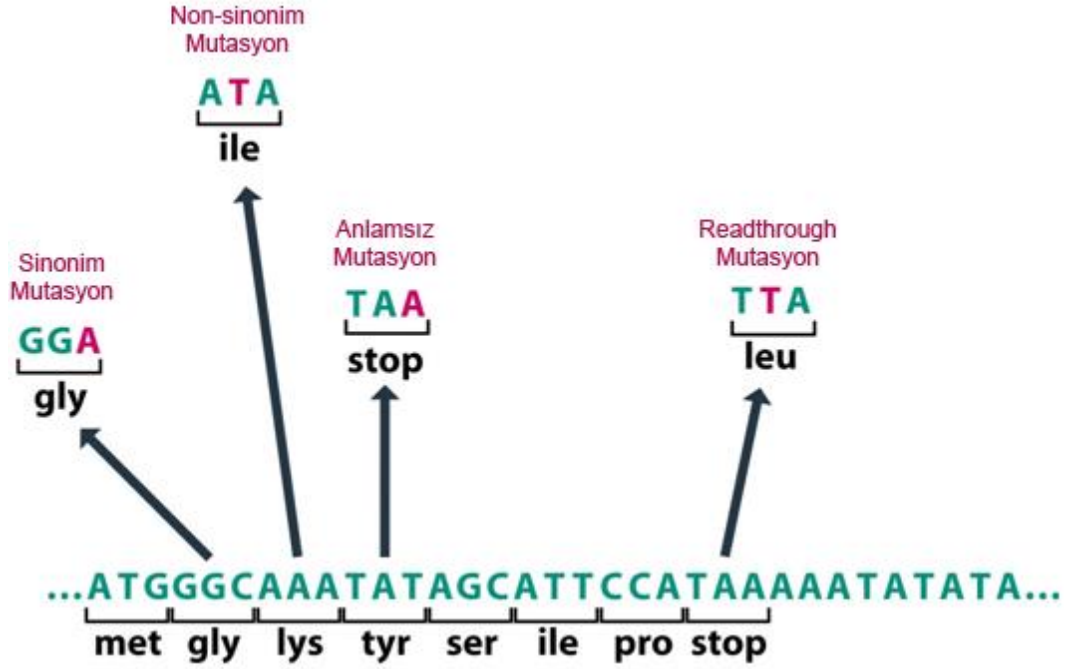 Non-sinonim
Mutasyon
ATA
ile
Sinonim
Mutasyon
GGA
gly
Anlamsız
Mutasyon
TAA
stop
Readthrough
Mutasyon
TTA
leu
...ATGGGCAAATATAGCATTCCATAAAAATATATA...
met gly lys tyr ser ile pro stop